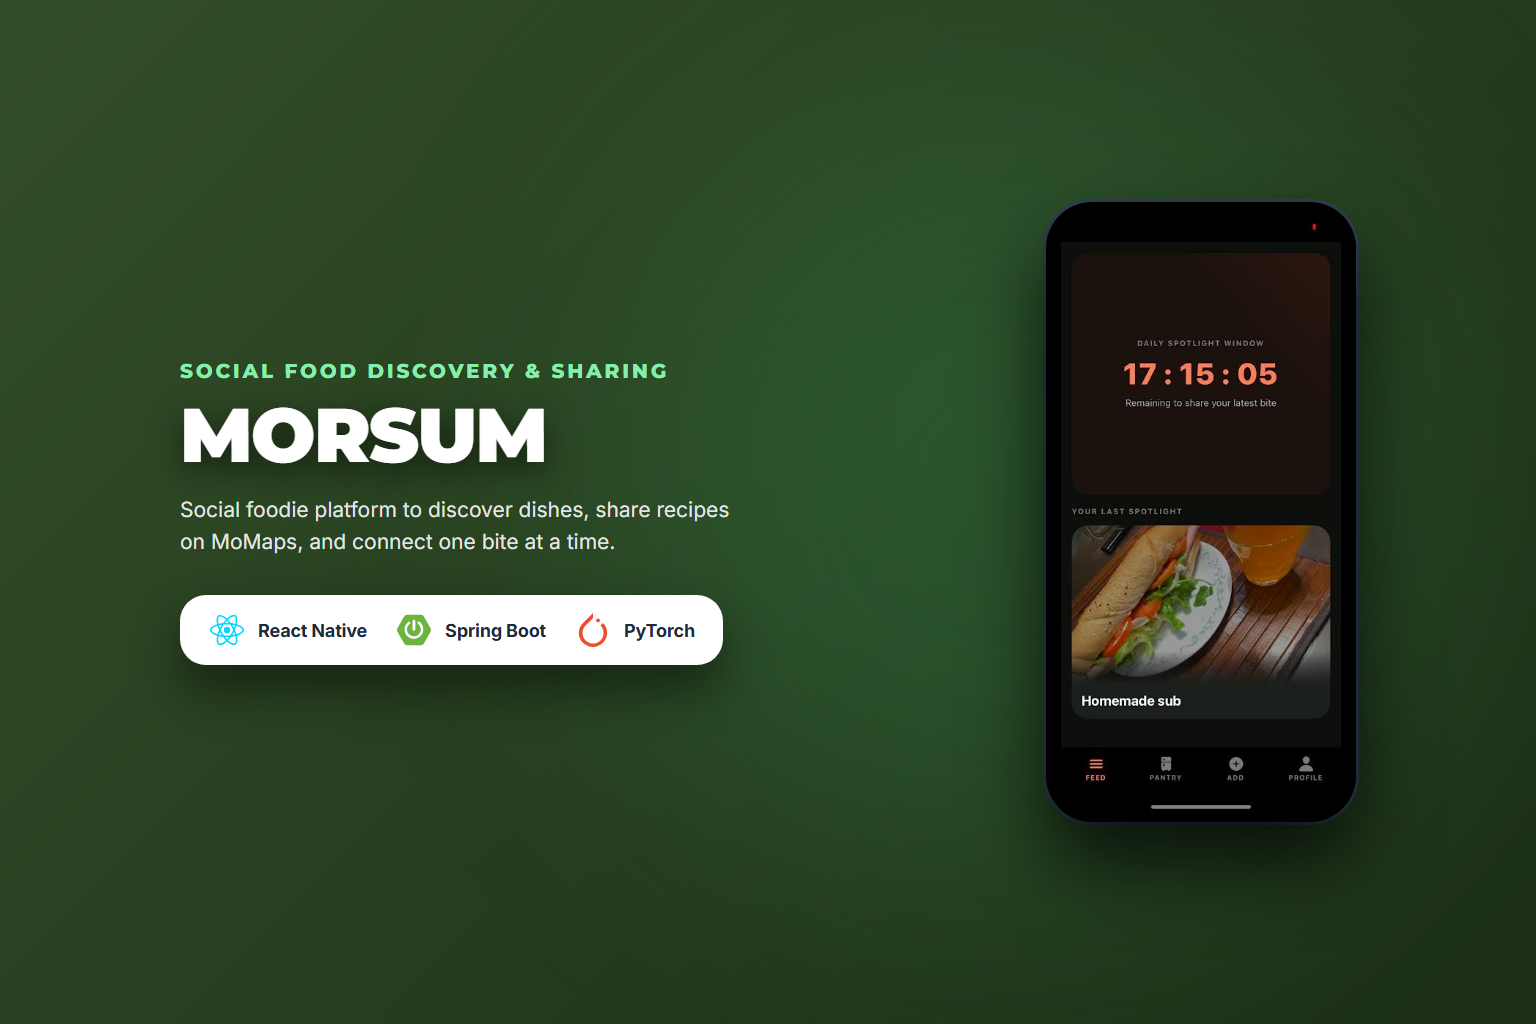 SOCIAL FOOD DISCOVERY & SHARING
MORSUM
Social foodie platform to discover dishes, share recipes
on MoMaps, and connect one bite at a time.
React Native
Spring Boot
PyTorch
DAILY SPOTLIGHT WINDOW
17 : 15 : 05
Remaining to share your latest bite
YOUR LAST SPOTLIGHT
Homemade sub
FEED
PANTRY
ADD
PROFILE